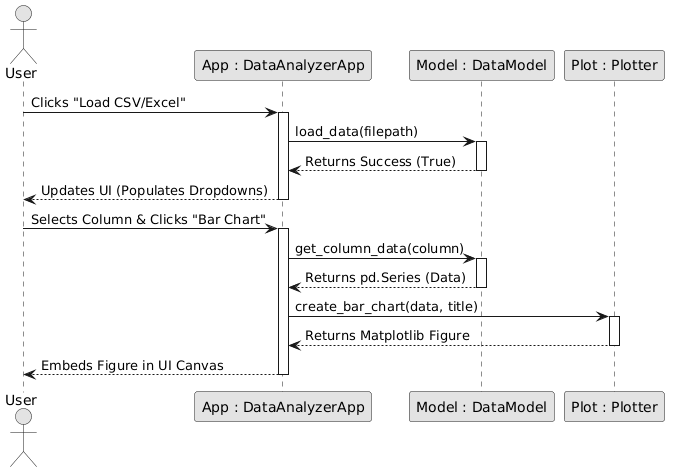 User
App : DataAnalyzerApp
Model : DataModel
Plot : Plotter
Clicks "Load CSV/Excel"
load_data(filepath)
Returns Success (True)
Updates UI (Populates Dropdowns)
Selects Column & Clicks "Bar Chart"
get_column_data(column)
Returns pd.Series (Data)
create_bar_chart(data, title)
Returns Matplotlib Figure
Embeds Figure in UI Canvas
User
App : DataAnalyzerApp
Model : DataModel
Plot : Plotter